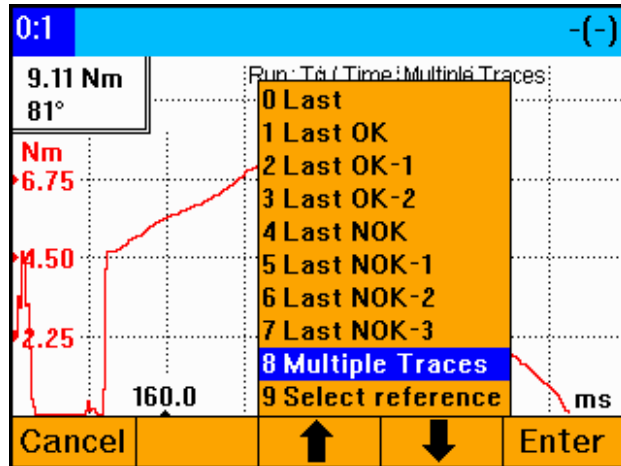 0:1 -(-)
9.11 Nm
81°
Run: Tq / Time: Multiple Traces
Nm
6.75
4.50
2.25
160.0
ms
0 Last
1 Last OK
2 Last OK-1
3 Last OK-2
4 Last NOK
5 Last NOK-1
6 Last NOK-2
7 Last NOK-3
8 Multiple Traces
9 Select reference
Cancel Enter